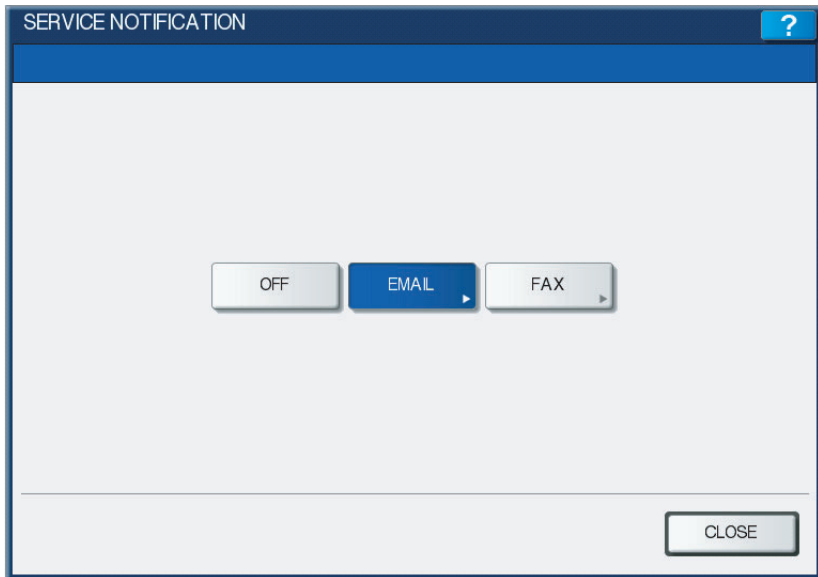 SERVICE NOTIFICATION
?
OFF
EMAIL
FAX
CLOSE